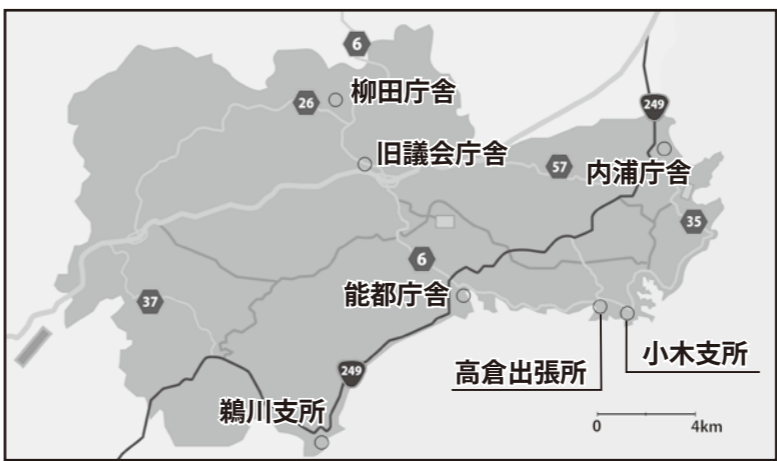 6
柳田庁舎
26
249
旧議会庁舎
57
内浦庁舎
35
6
能都庁舎
37
小木支所
高倉出張所
249
鵜川支所
0
4km